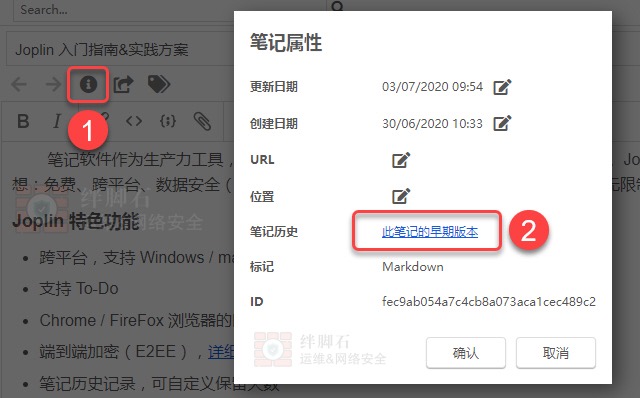 Search...
Joplin 入门指南&实践方案
B I
1
笔记软件作为生产力工具，
Jo
想：免费、跨平台、数据安全（
无限制
Joplin 特色功能
跨平台，支持 Windows / ma
支持 To-Do
Chrome / FireFox 浏览器的
端到端加密（E2EE），详细
笔记历史记录，可自定义保留天数
绊脚石
运维&网络安全
笔记属性
更新日期 03/07/2020 09:54
创建日期 30/06/2020 10:33
URL
位置
笔记历史 此笔记的早期版本
2
标记 Markdown
ID fec9ab054a7c4cb8a073aca1cec489c2
绊脚石
运维&网络安全
确认 取消